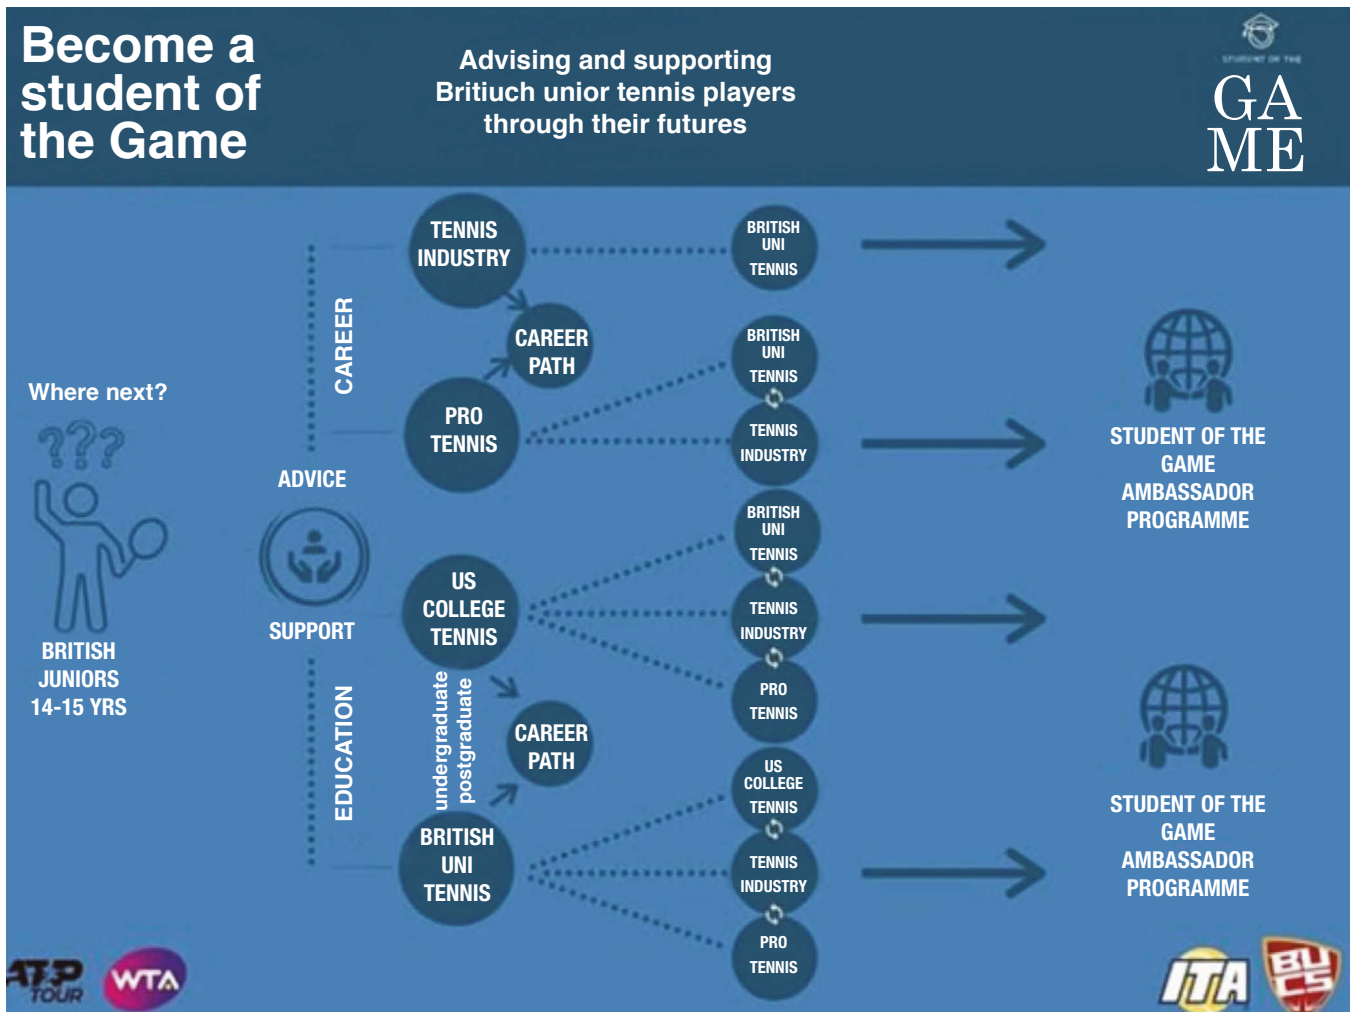 Become a
student of
the Game
Advising and supporting
Britiuch unior tennis players
through their futures
STUDENT OF THE
GA
ME
Where next?
???
BRITISH
JUNIORS
14-15 YRS
ADVICE
SUPPORT
CAREER
EDUCATION
TENNIS
INDUSTRY
CAREER
PATH
PRO
TENNIS
US
COLLEGE
TENNIS
undergraduate
postgraduate
CAREER
PATH
BRITISH
UNI
TENNIS
BRITISH
UNI
TENNIS
BRITISH
UNI
TENNIS
TENNIS
INDUSTRY
BRITISH
UNI
TENNIS
TENNIS
INDUSTRY
PRO
TENNIS
US
COLLEGE
TENNIS
TENNIS
INDUSTRY
PRO
TENNIS
STUDENT OF THE
GAME
AMBASSADOR
PROGRAMME
STUDENT OF THE
GAME
AMBASSADOR
PROGRAMME
ATP
TOUR
WTA
ITA
BU
CS